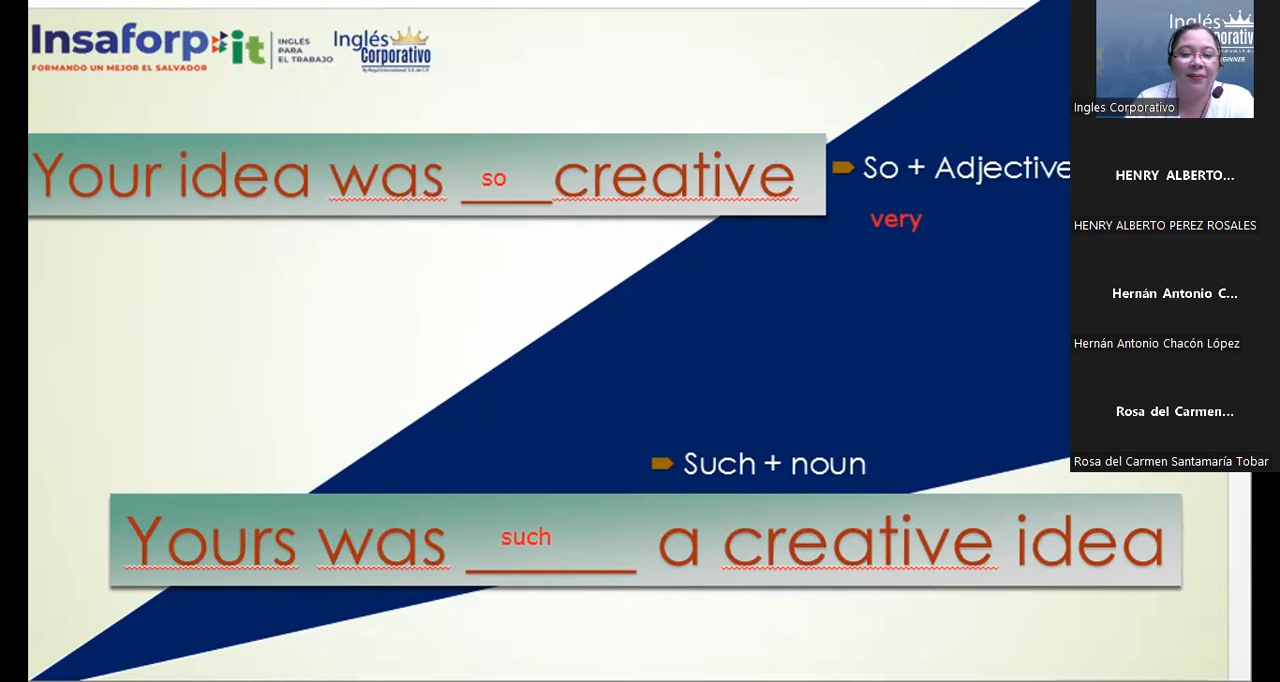 Insaforp it
FORMANDO UN MEJOR EL SALVADOR
INGLÉS
PARA
EL TRABAJO
Inglés
Corporativo
Your idea was so creative
So + Adjective
very
Such + noun
Yours was such a creative idea
Inglés
Ingles Corporativo
HENRY ALBERTO...
HENRY ALBERTO PEREZ ROSALES
Hernán Antonio C...
Hernán Antonio Chacón López
Rosa del Carmen...
Rosa del Carmen Santamaría Tobar